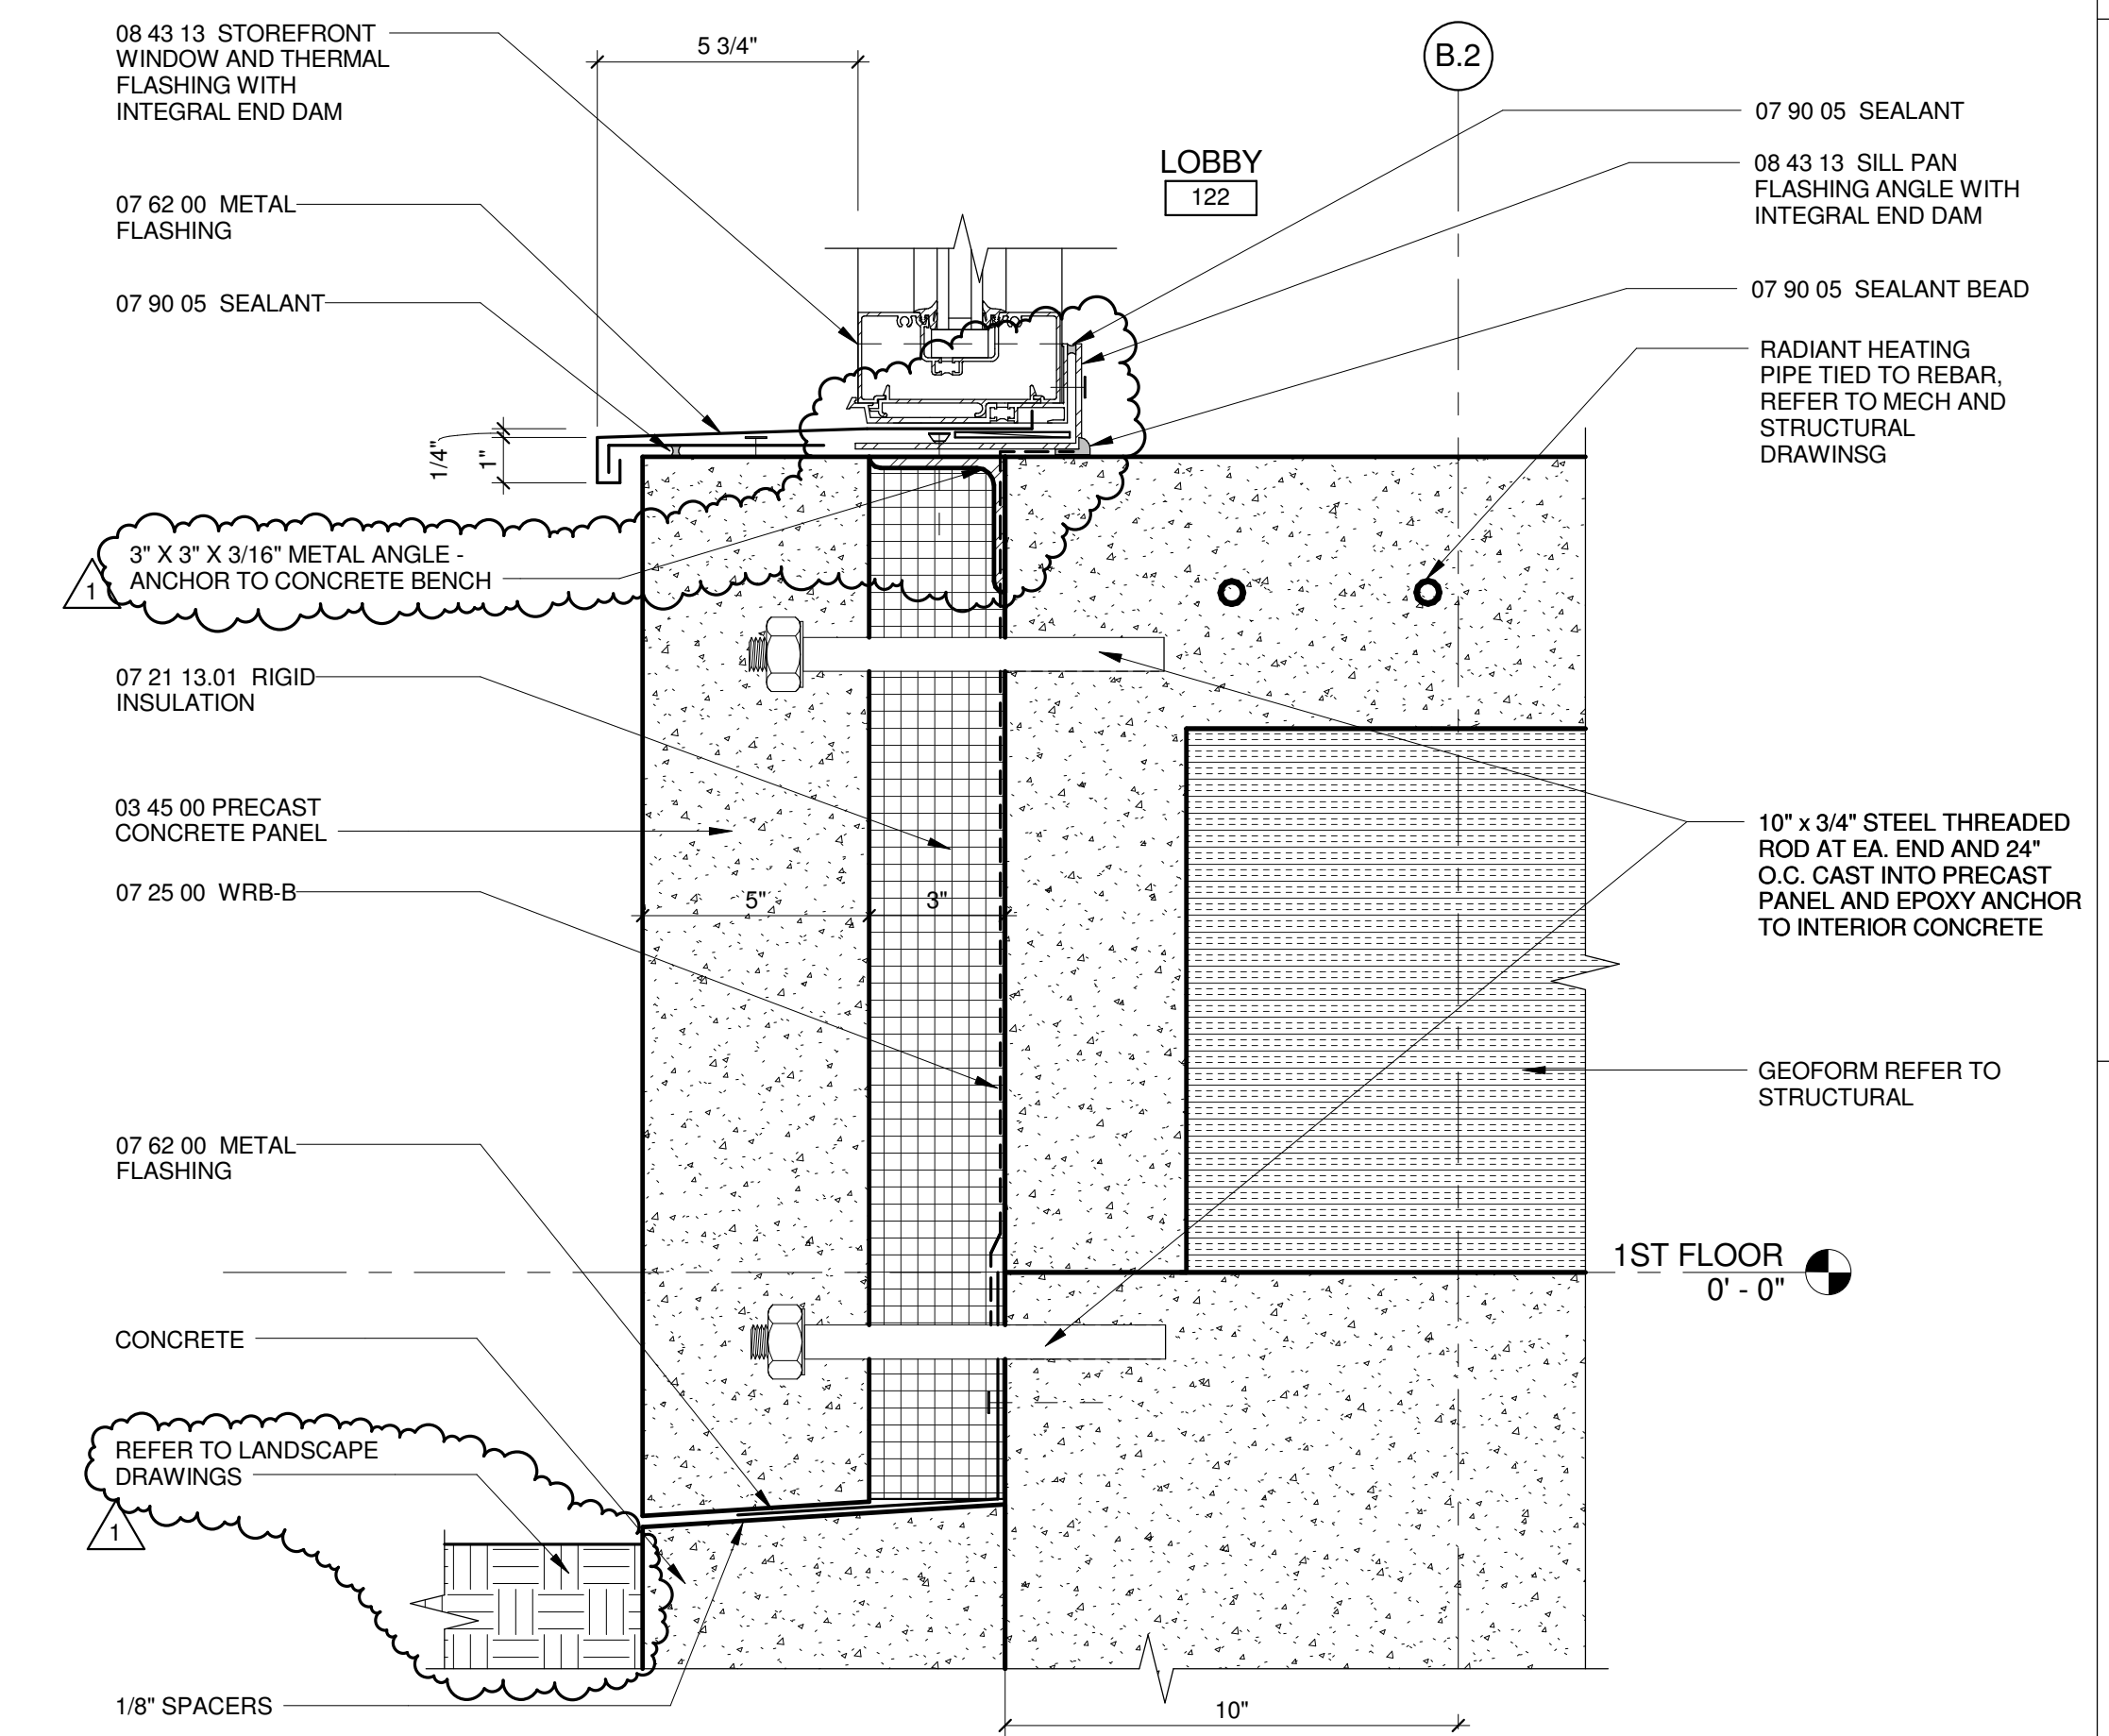 08 43 13 STOREFRONT
WINDOW AND THERMAL
FLASHING WITH
INTEGRAL END DAM
07 62 00 METAL
FLASHING
07 90 05 SEALANT
5 3/4"
B.2
LOBBY
122
07 90 05 SEALANT
08 43 13 SILL PAN
FLASHING ANGLE WITH
INTEGRAL END DAM
07 90 05 SEALANT BEAD
RADIANT HEATING
PIPE TIED TO REBAR,
REFER TO MECH AND
STRUCTURAL
DRAWINSG
1/4"
1"
3" X 3" X 3/16" METAL ANGLE -
ANCHOR TO CONCRETE BENCH
1
07 21 13.01 RIGID
INSULATION
03 45 00 PRECAST
CONCRETE PANEL
07 25 00 WRB-B
5"
3"
10" x 3/4" STEEL THREADED
ROD AT EA. END AND 24"
O.C. CAST INTO PRECAST
PANEL AND EPOXY ANCHOR
TO INTERIOR CONCRETE
GEOFORM REFER TO
STRUCTURAL
07 62 00 METAL
FLASHING
1ST FLOOR
0' - 0"
CONCRETE
REFER TO LANDSCAPE
DRAWINGS
1
1/8" SPACERS
10"